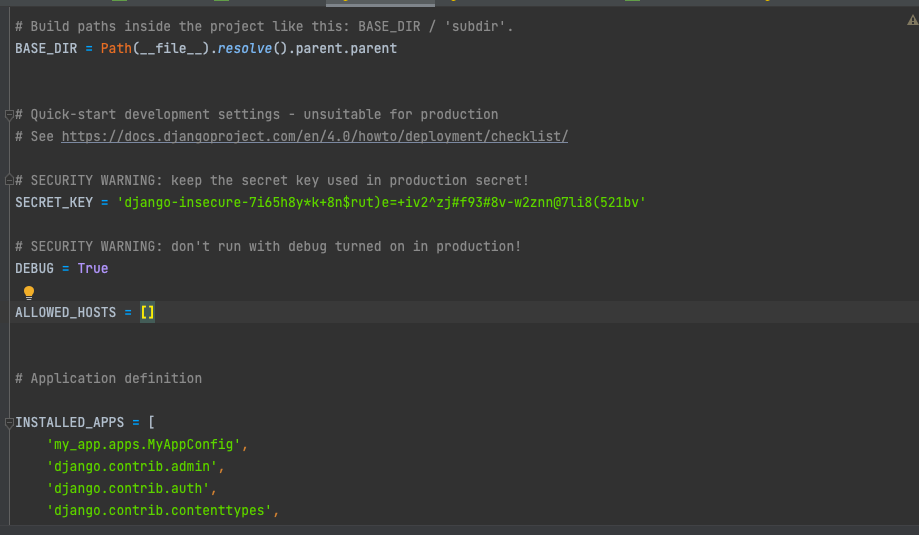 # Build paths inside the project like this: BASE_DIR / 'subdir'.
BASE_DIR = Path(__file__).resolve().parent.parent
# Quick-start development settings - unsuitable for production
# See https://docs.djangoproject.com/en/4.0/howto/deployment/checklist/
# SECURITY WARNING: keep the secret key used in production secret!
SECRET_KEY = 'django-insecure-7i65h8y*k+8n$rut)e=+iv2^zj#f93#8v-w2znn@7li8(521bv'
# SECURITY WARNING: don't run with debug turned on in production!
DEBUG = True
ALLOWED_HOSTS = []
# Application definition
INSTALLED_APPS = [
    'my_app.apps.MyAppConfig',
    'django.contrib.admin',
    'django.contrib.auth',
    'django.contrib.contenttypes',